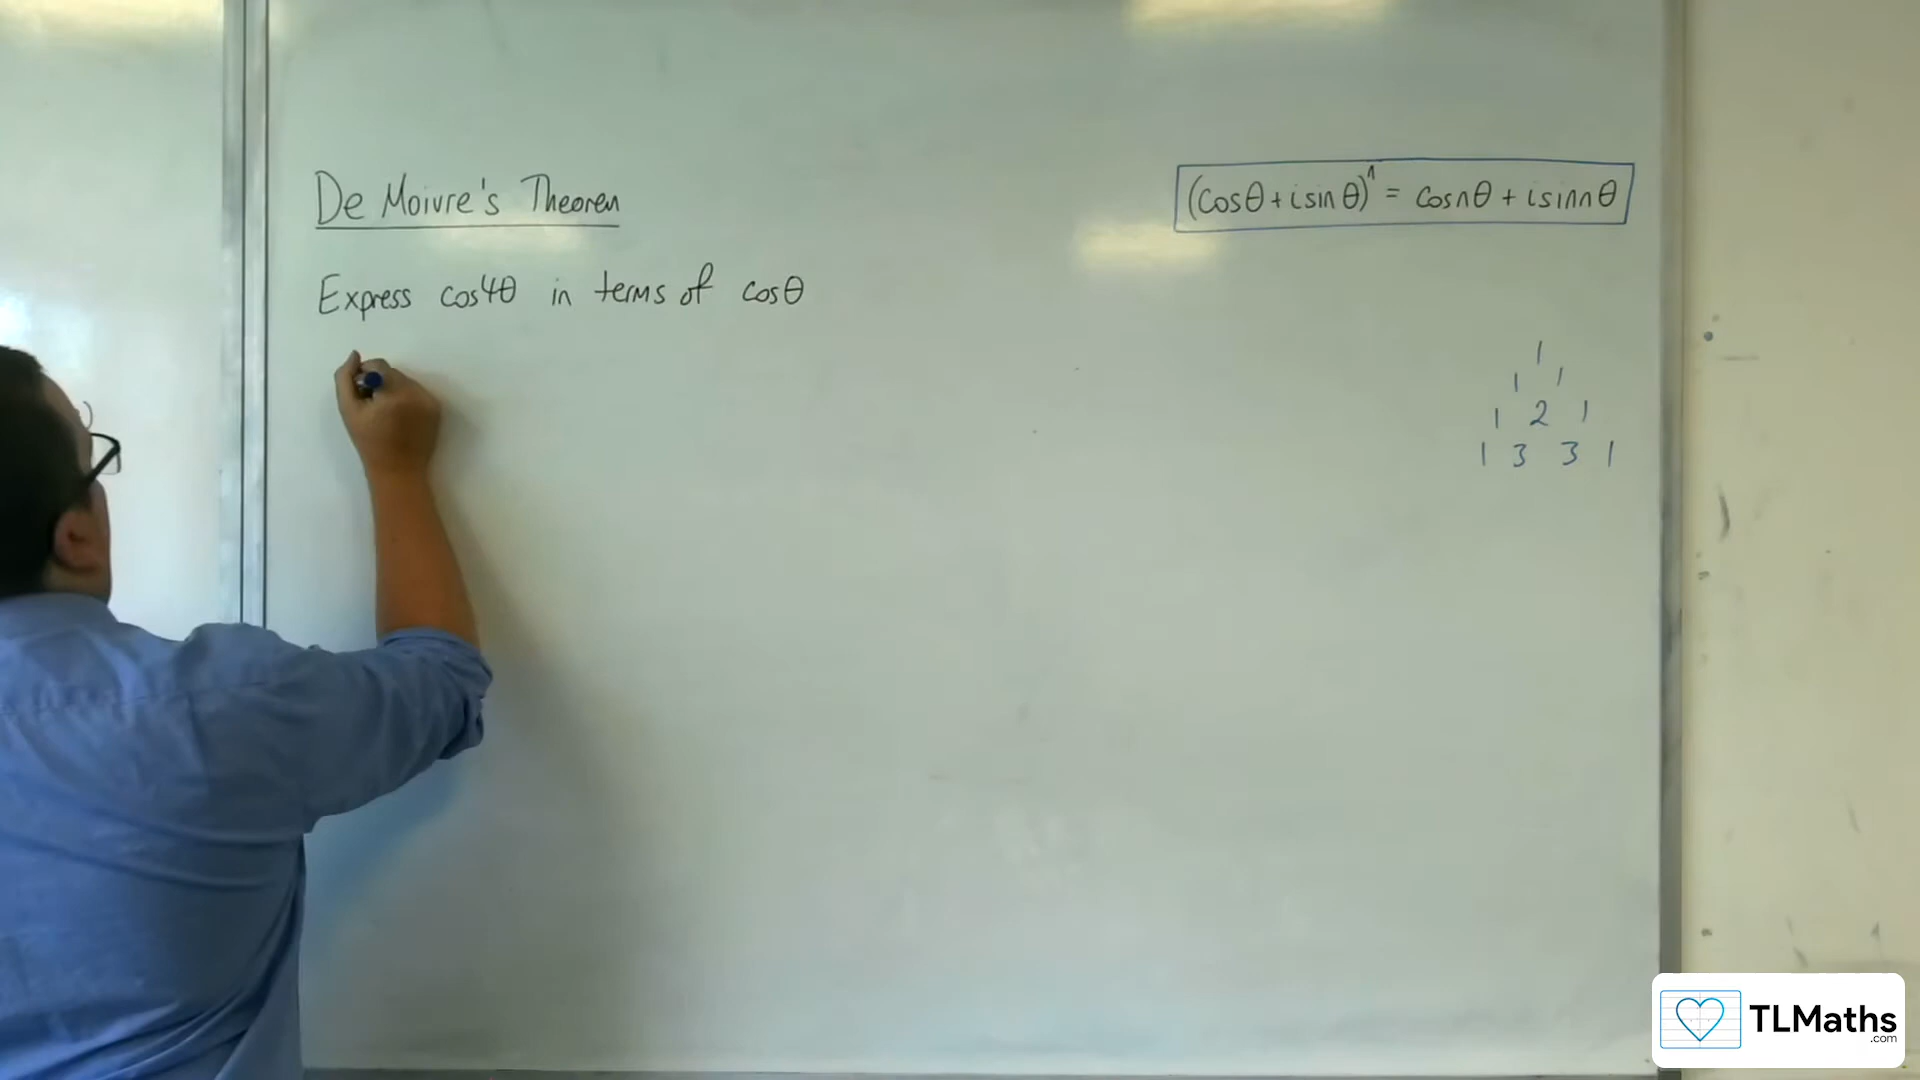 De Moivre's Theorem
(cosθ + isinθ)ⁿ = cosnθ + isinnθ
Express cos4θ in terms of cosθ
1
1 1
1 2 1
1 3 3 1
TLMaths
.com